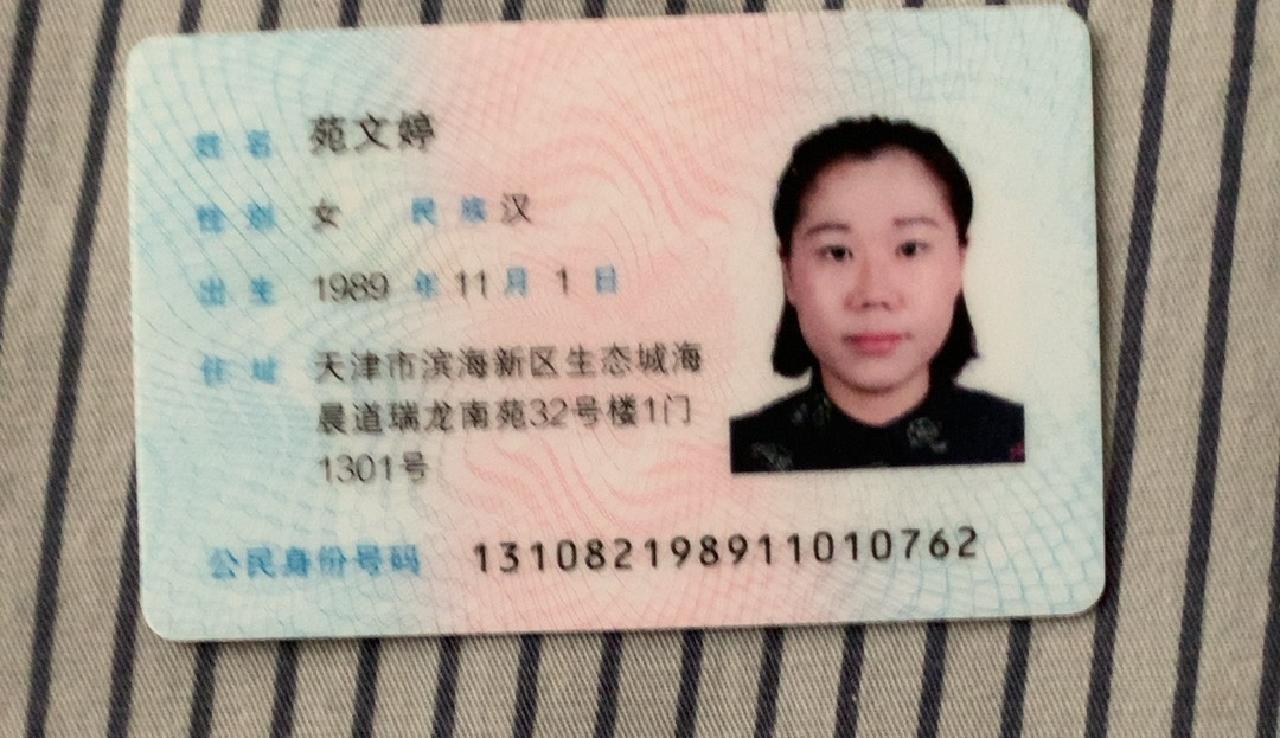 姓名 苑文婷
性别 女 民族 汉
出生 1989 年 11 月 1 日
住址 天津市滨海新区生态城海
晨道瑞龙南苑32号楼1门
1301号
公民身份号码 131082198911010762